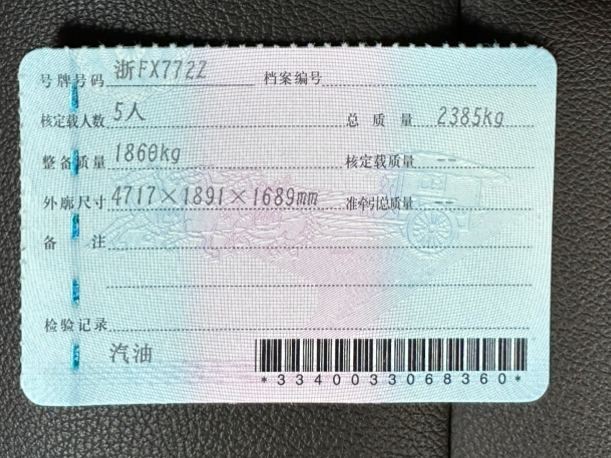 号牌号码 浙FX772Z 档案编号
核定载人数 5人 总质量 2385kg
整备质量 1860kg 核定载质量 --
外廓尺寸 4717×1891×1689mm 准牵引总质量 --
备注
检验记录
汽油
*3340033068360*